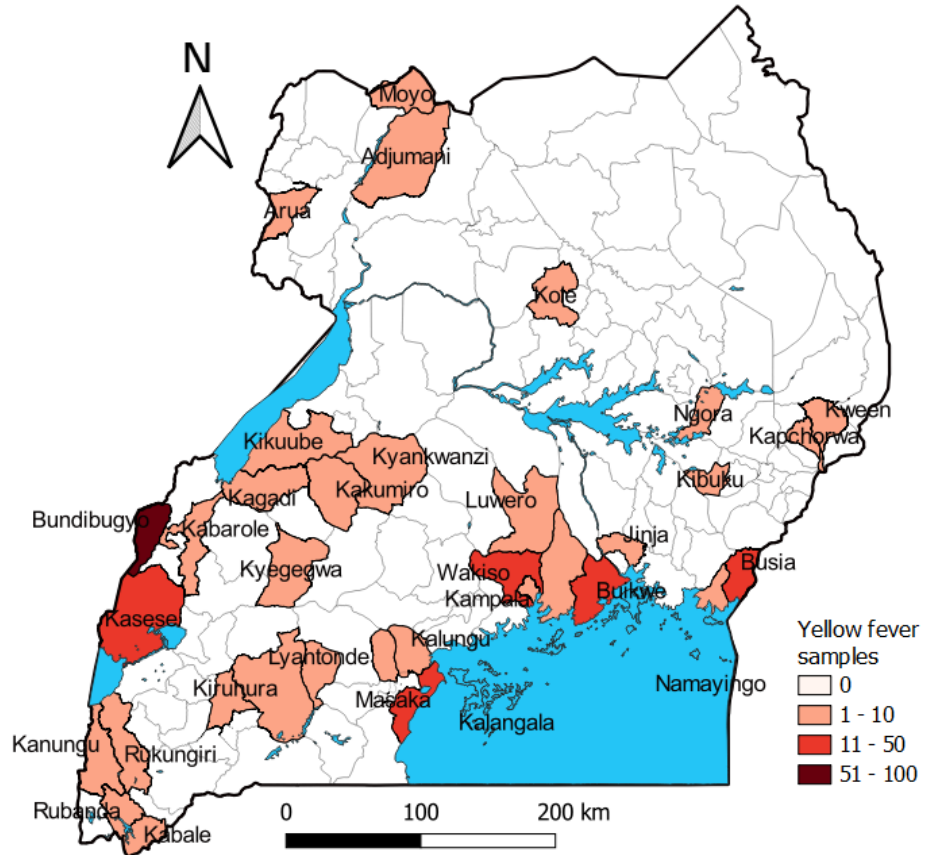 N
Moyo
Adjumani
Arua
Kole
Ngora
Kween
Kapchorwa
Kikuube
Kyankwanzi
Kibuku
Kagadi
Kakumiro
Luwero
Bundibugyo
Kabarole
Jinja
Kyegegwa
Wakiso
Busia
Kampala
Buikwe
Kasese
Kalungu
Lyantonde
Kiruhura
Masaka
Namayingo
Kalangala
Kanungu
Rukungiri
Rubanda
Kabale
Yellow fever
samples
0
1 - 10
11 - 50
51 - 100
0 100 200 km